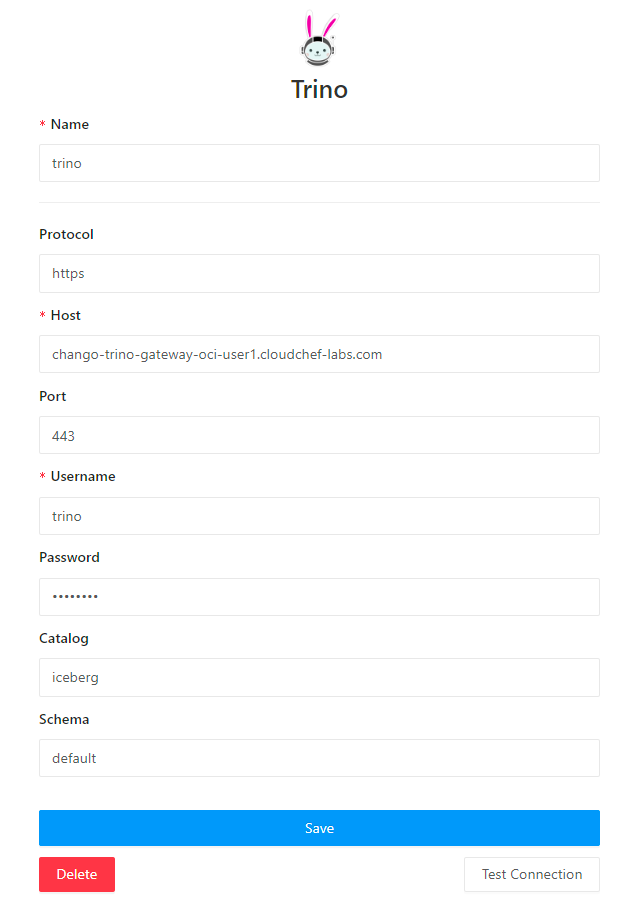 Trino
* Name
trino
Protocol
https
* Host
chango-trino-gateway-oci-user1.cloudchef-labs.com
Port
443
* Username
trino
Password
••••••••
Catalog
iceberg
Schema
default
Save
Delete
Test Connection